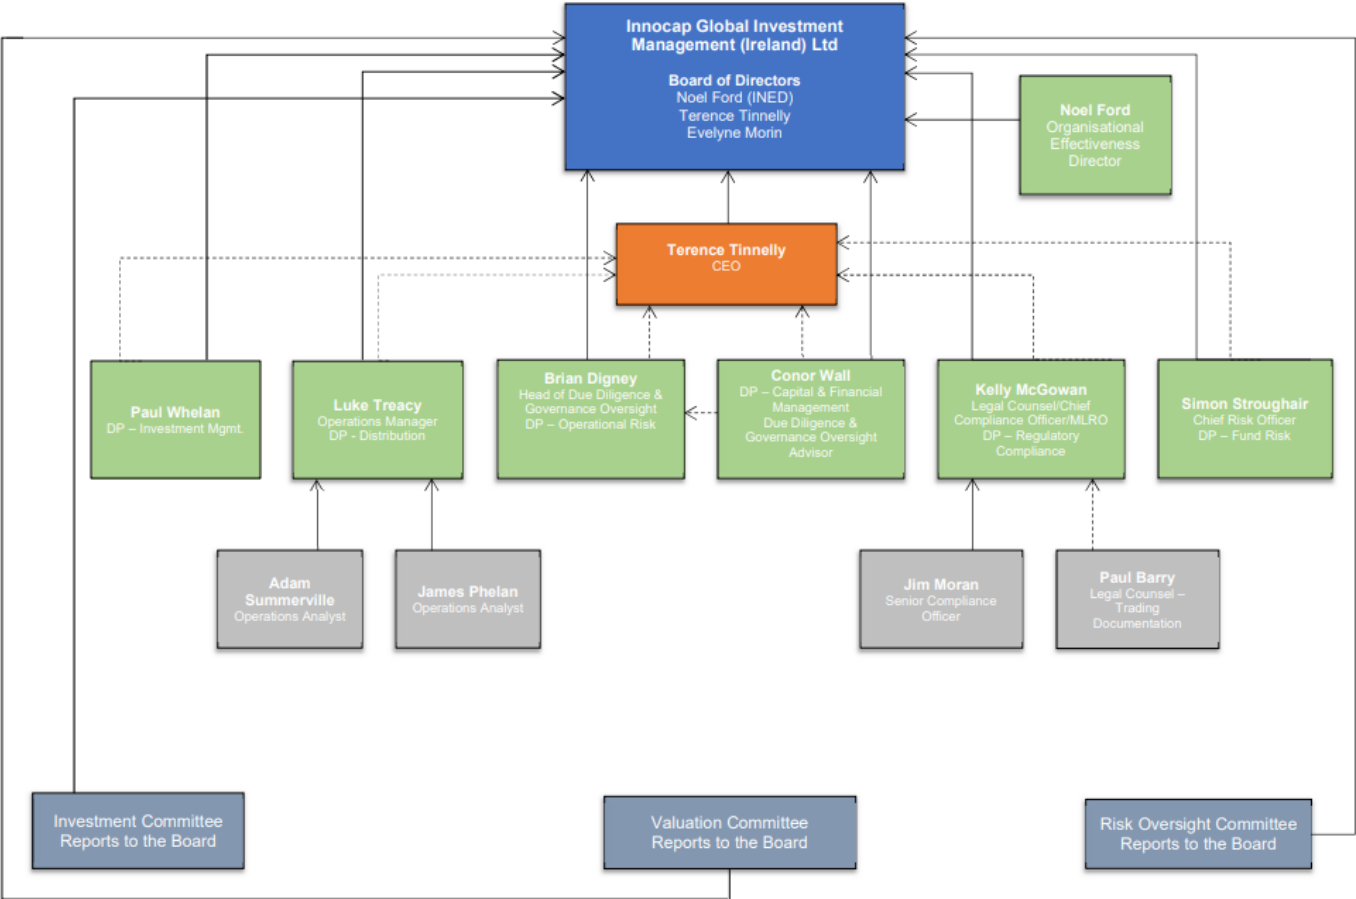 Innocap Global Investment
Management (Ireland) Ltd
Board of Directors
Noel Ford (INED)
Terence Tinnelly
Evelyne Morin
Noel Ford
Organisational
Effectiveness
Director
Terence Tinnelly
CEO
Paul Whelan
DP – Investment Mgmt.
Luke Treacy
Operations Manager
DP - Distribution
Brian Digney
Head of Due Diligence &
Governance Oversight
DP – Operational Risk
Conor Wall
DP – Capital & Financial
Management
Due Diligence &
Governance Oversight
Advisor
Kelly McGowan
Legal Counsel/Chief
Compliance Officer/MLRO
DP – Regulatory
Compliance
Simon Stroughair
Chief Risk Officer
DP – Fund Risk
Adam
Summerville
Operations Analyst
James Phelan
Operations Analyst
Jim Moran
Senior Compliance
Officer
Paul Barry
Legal Counsel –
Trading
Documentation
Investment Committee
Reports to the Board
Valuation Committee
Reports to the Board
Risk Oversight Committee
Reports to the Board